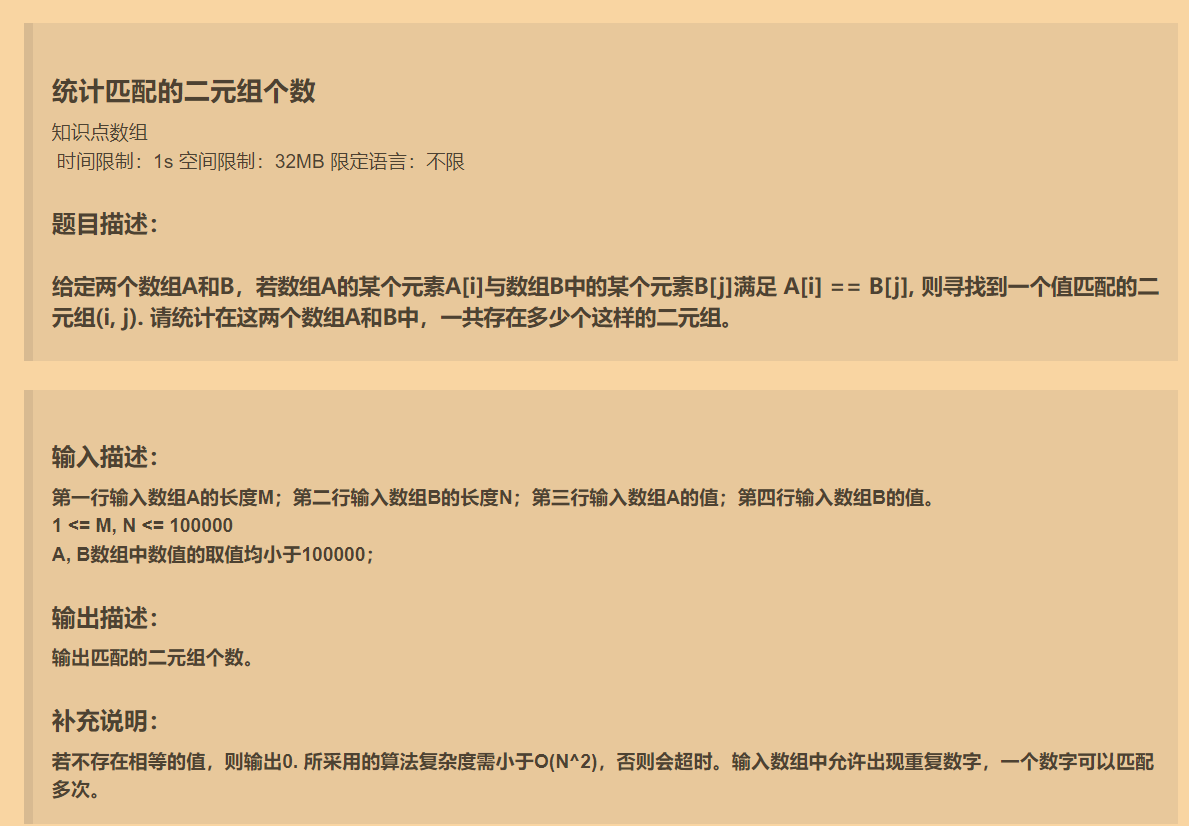 统计匹配的二元组个数
知识点数组
时间限制：1s 空间限制：32MB 限定语言：不限
题目描述：
给定两个数组A和B，若数组A的某个元素A[i]与数组B中的某个元素B[j]满足 A[i] == B[j], 则寻找到一个值匹配的二
元组(i, j). 请统计在这两个数组A和B中，一共存在多少个这样的二元组。
输入描述：
第一行输入数组A的长度M；第二行输入数组B的长度N；第三行输入数组A的值；第四行输入数组B的值。
1 <= M, N <= 100000
A, B数组中数值的取值均小于100000；
输出描述：
输出匹配的二元组个数。
补充说明：
若不存在相等的值，则输出0. 所采用的算法复杂度需小于O(N^2)，否则会超时。输入数组中允许出现重复数字，一个数字可以匹配
多次。